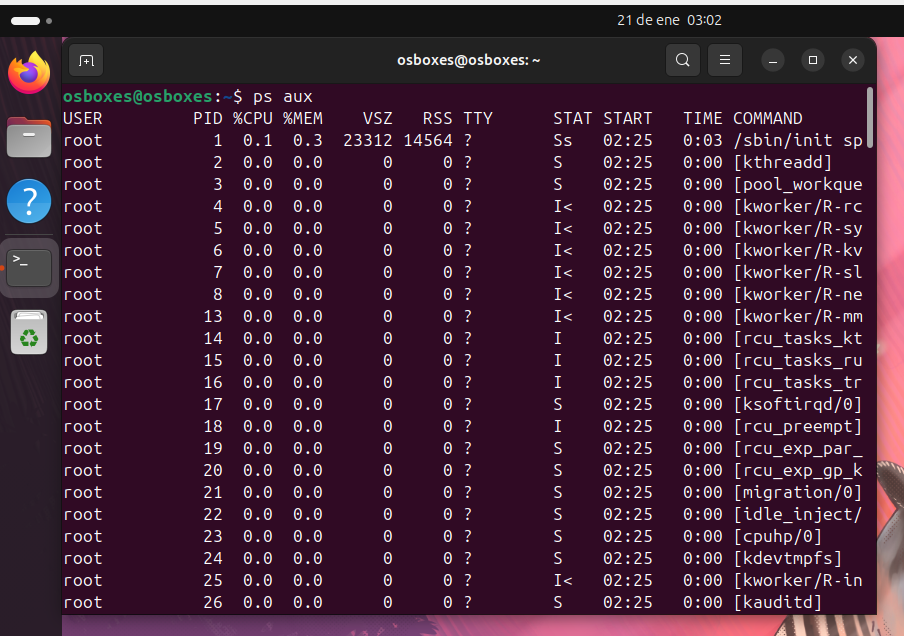 21 de ene 03:02
osboxes@osboxes: ~
osboxes@osboxes:~$ ps aux
USER PID %CPU %MEM VSZ RSS TTY STAT START TIME COMMAND
root 1 0.1 0.3 23312 14564 ? Ss 02:25 0:03 /sbin/init sp
root 2 0.0 0.0 0 0 ? S 02:25 0:00 [kthreadd]
root 3 0.0 0.0 0 0 ? S 02:25 0:00 [pool_workque
root 4 0.0 0.0 0 0 ? I< 02:25 0:00 [kworker/R-rc
root 5 0.0 0.0 0 0 ? I< 02:25 0:00 [kworker/R-sy
root 6 0.0 0.0 0 0 ? I< 02:25 0:00 [kworker/R-kv
root 7 0.0 0.0 0 0 ? I< 02:25 0:00 [kworker/R-sl
root 8 0.0 0.0 0 0 ? I< 02:25 0:00 [kworker/R-ne
root 13 0.0 0.0 0 0 ? I< 02:25 0:00 [kworker/R-mm
root 14 0.0 0.0 0 0 ? I 02:25 0:00 [rcu_tasks_kt
root 15 0.0 0.0 0 0 ? I 02:25 0:00 [rcu_tasks_ru
root 16 0.0 0.0 0 0 ? I 02:25 0:00 [rcu_tasks_tr
root 17 0.0 0.0 0 0 ? S 02:25 0:00 [ksoftirqd/0]
root 18 0.0 0.0 0 0 ? I 02:25 0:00 [rcu_preempt]
root 19 0.0 0.0 0 0 ? S 02:25 0:00 [rcu_exp_par_
root 20 0.0 0.0 0 0 ? S 02:25 0:00 [rcu_exp_gp_k
root 21 0.0 0.0 0 0 ? S 02:25 0:00 [migration/0]
root 22 0.0 0.0 0 0 ? S 02:25 0:00 [idle_inject/
root 23 0.0 0.0 0 0 ? S 02:25 0:00 [cpuhp/0]
root 24 0.0 0.0 0 0 ? S 02:25 0:00 [kdevtmpfs]
root 25 0.0 0.0 0 0 ? I< 02:25 0:00 [kworker/R-in
root 26 0.0 0.0 0 0 ? S 02:25 0:00 [kauditd]